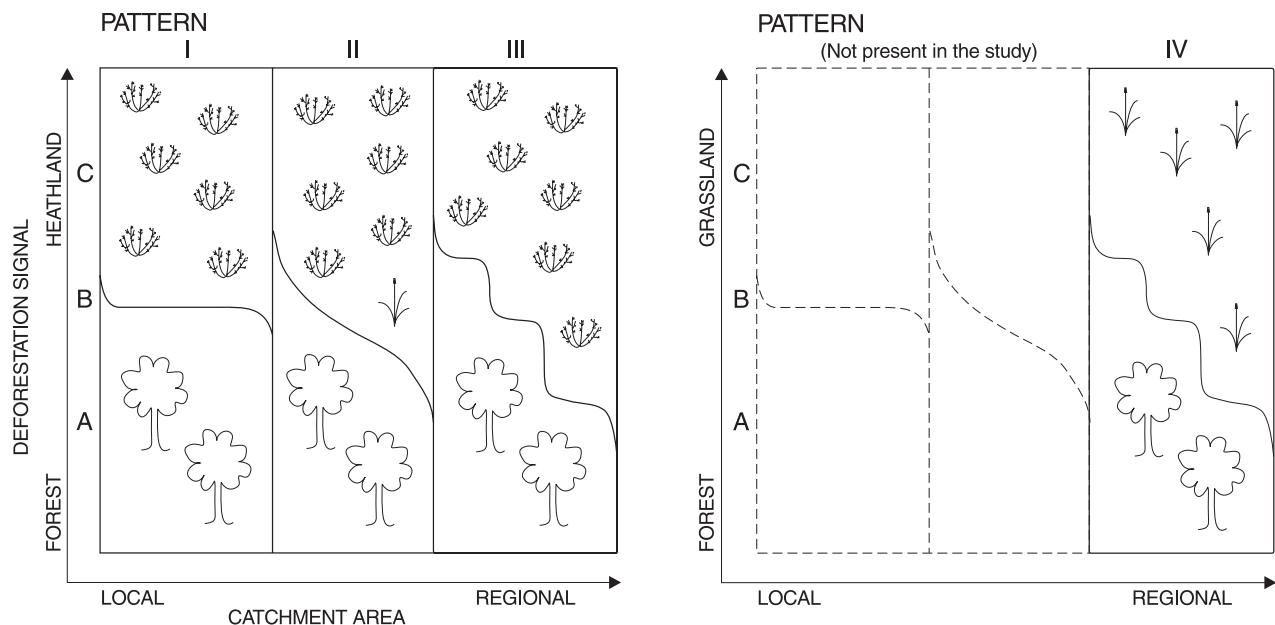 PATTERN
I II III
HEATHLAND
FOREST
DEFORESTATION SIGNAL
C
B
A
LOCAL REGIONAL
CATCHMENT AREA
PATTERN
(Not present in the study) IV
GRASSLAND
FOREST
C
B
A
LOCAL REGIONAL